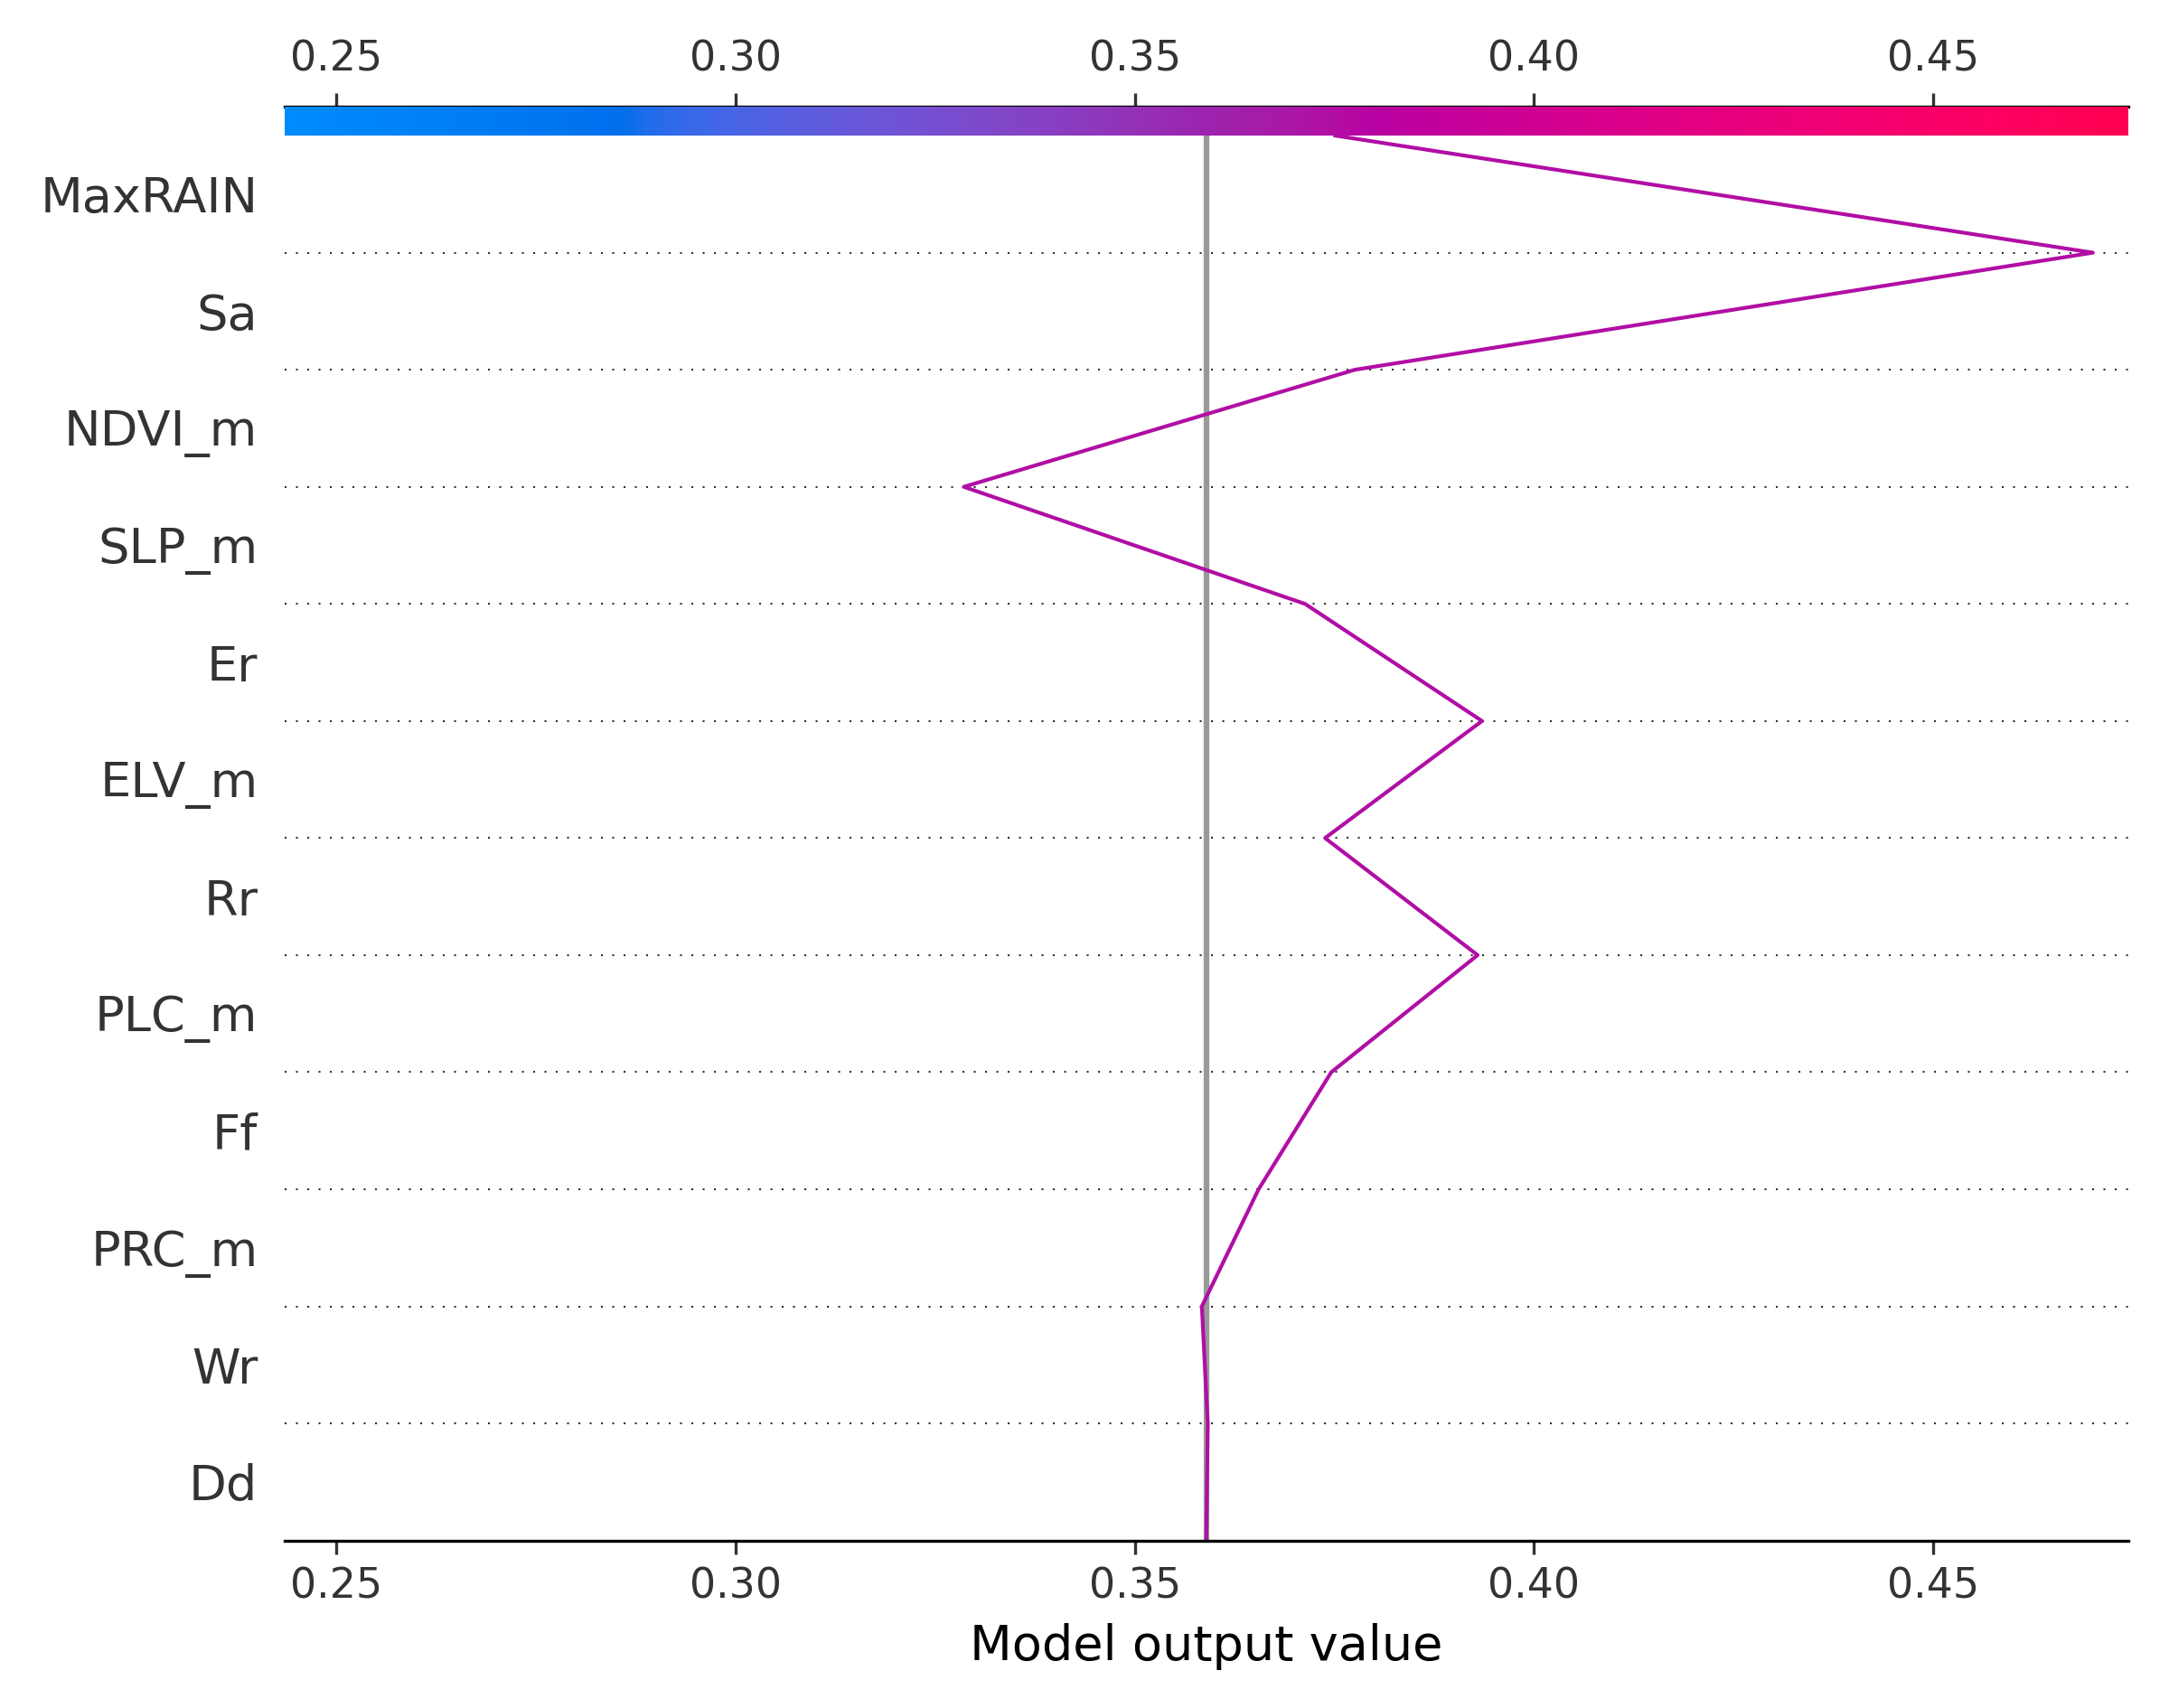 0.25 0.30 0.35 0.40 0.45
MaxRAIN
Sa
NDVI_m
SLP_m
Er
ELV_m
Rr
PLC_m
Ff
PRC_m
Wr
Dd
0.25 0.30 0.35 0.40 0.45
Model output value